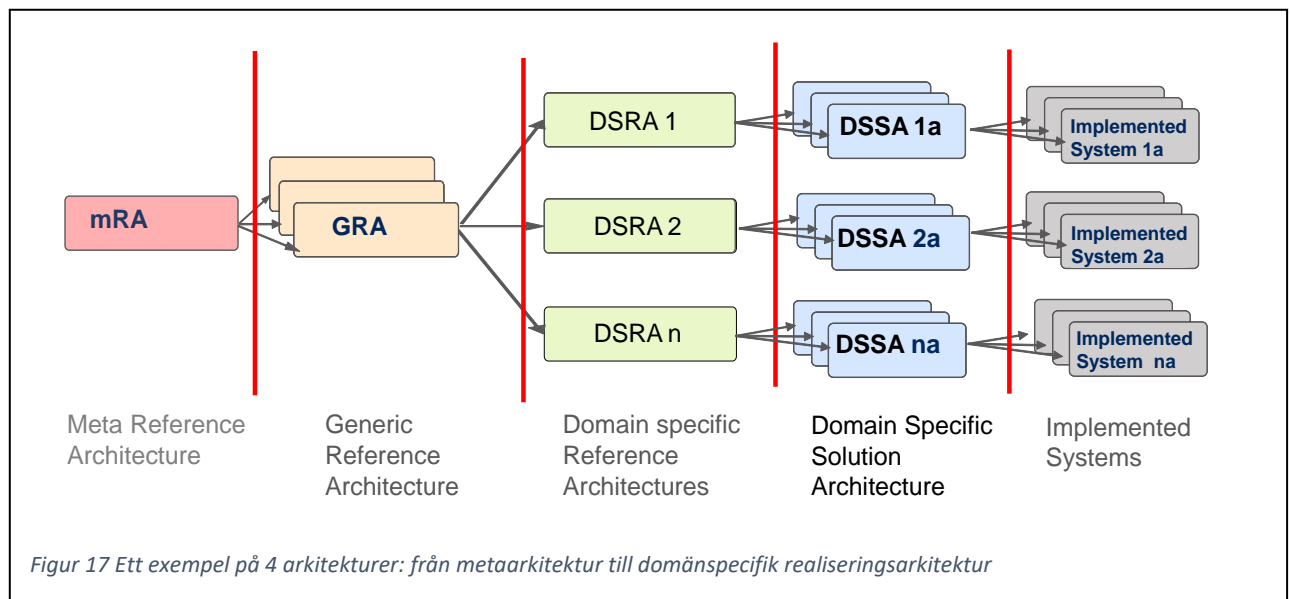 mRA
GRA
DSRA 1
DSRA 2
DSRA n
DSSA 1a
DSSA 2a
DSSA na
Implemented
System 1a
Implemented
System 2a
Implemented
System na
Meta Reference
Architecture
Generic
Reference
Architecture
Domain specific
Reference
Architectures
Domain Specific
Solution
Architecture
Implemented
Systems
Figur 17 Ett exempel på 4 arkitekturer: från metaarkitektur till domänspecifik realiseringsarkitektur